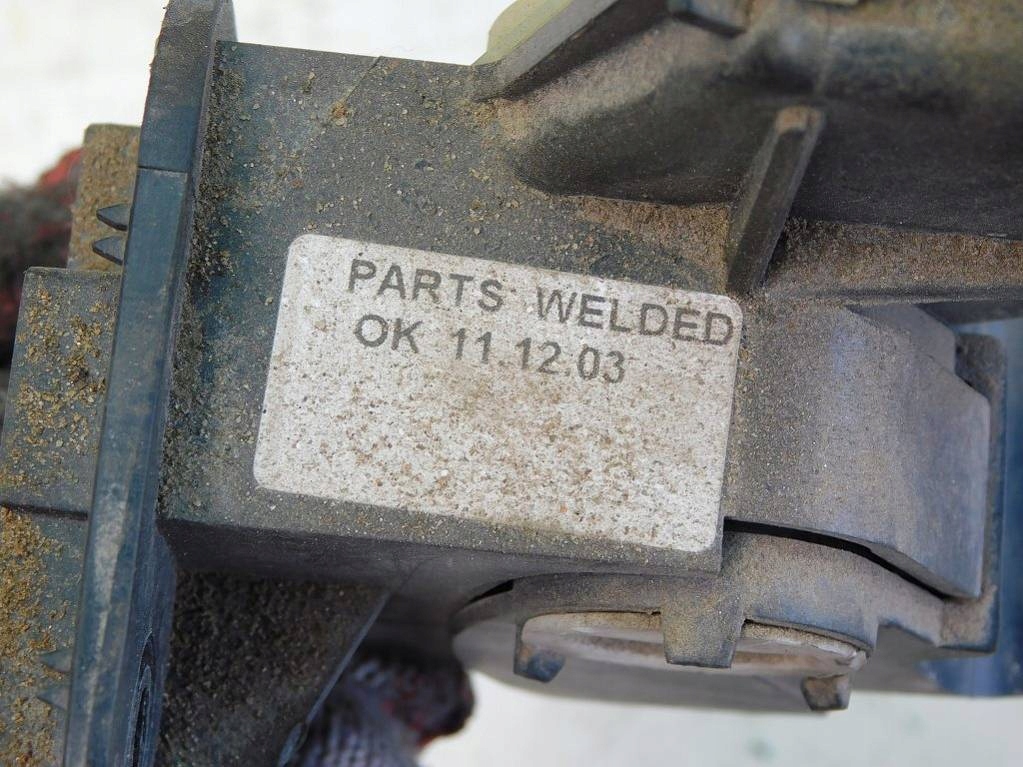 PARTS WELDED
OK 11.12.03